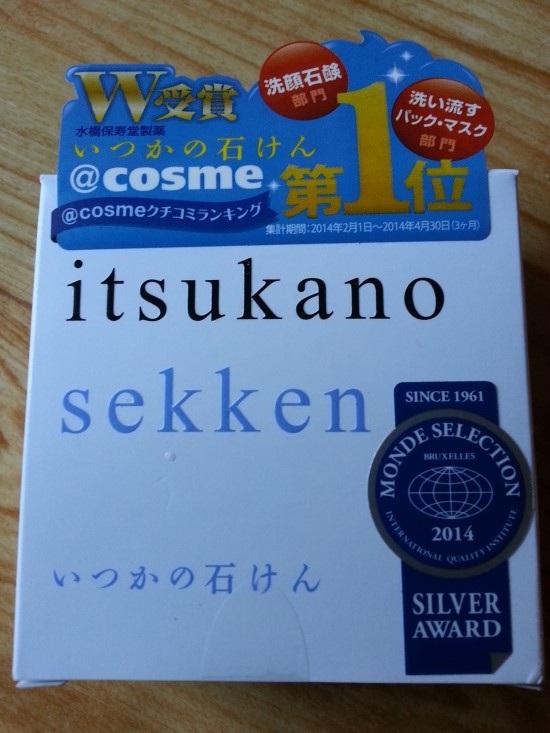 W受賞
洗顔石鹸
部門
洗い流す
パック・マスク
部門
水橋保寿堂製薬
いつかの石けん
@cosme
第1位
@cosmeクチコミランキング
集計期間:2014年2月1日〜2014年4月30日(3ヶ月)
itsukano
sekken
いつかの石けん
SINCE 1961
MONDE SELECTION
BRUXELLES
2014
INTERNATIONAL QUALITY INSTITUTE
SILVER
AWARD